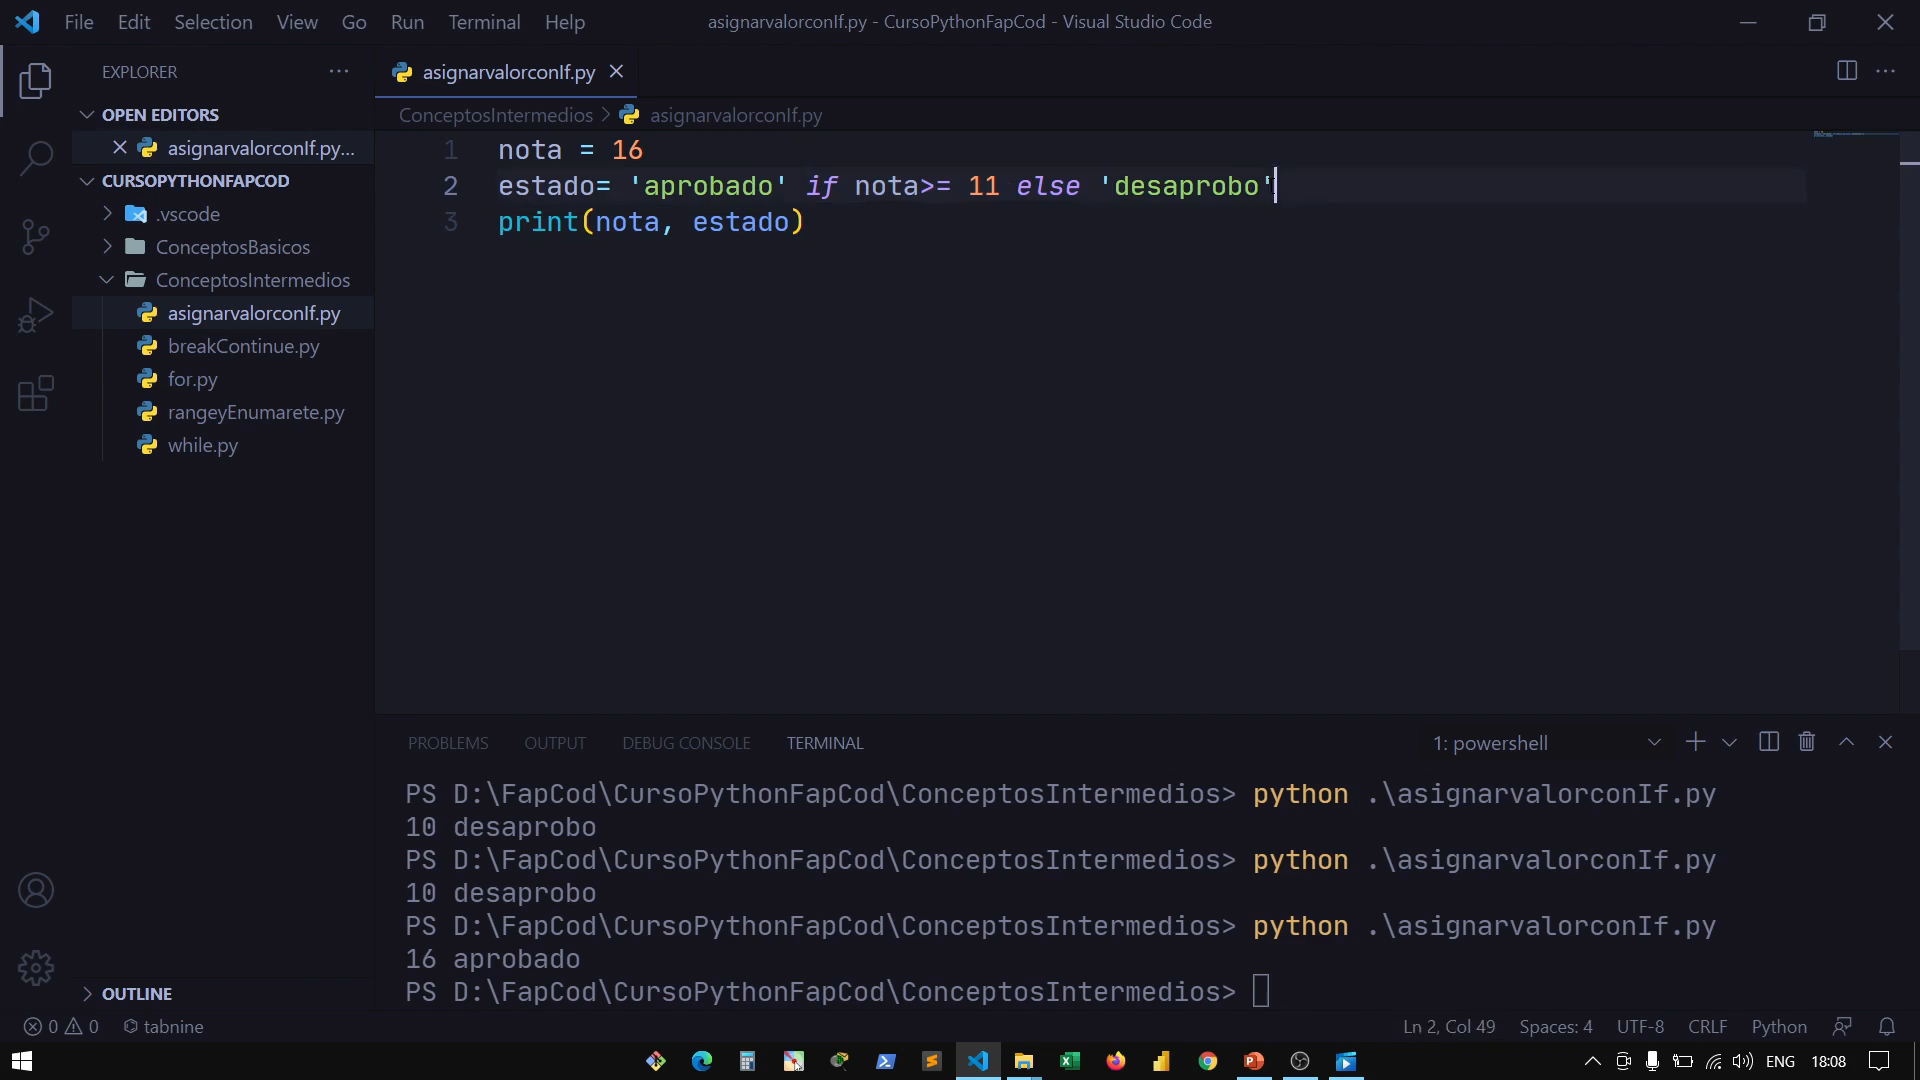 File Edit Selection View Go Run Terminal Help
asignarvalorconIf.py - CursoPythonFapCod - Visual Studio Code
EXPLORER
asignarvalorconIf.py
OPEN EDITORS
asignarvalorconIf.py...
CURSOPYTHONFAPCOD
.vscode
ConceptosBasicos
ConceptosIntermedios
asignarvalorconIf.py
breakContinue.py
for.py
rangeyEnumarete.py
while.py
OUTLINE
ConceptosIntermedios > asignarvalorconIf.py
1 nota = 16
2 estado= 'aprobado' if nota>= 11 else 'desaprobo'
3 print(nota, estado)
PROBLEMS OUTPUT DEBUG CONSOLE TERMINAL
1: powershell
PS D:\FapCod\CursoPythonFapCod\ConceptosIntermedios> python .\asignarvalorconIf.py
10 desaprobo
PS D:\FapCod\CursoPythonFapCod\ConceptosIntermedios> python .\asignarvalorconIf.py
10 desaprobo
PS D:\FapCod\CursoPythonFapCod\ConceptosIntermedios> python .\asignarvalorconIf.py
16 aprobado
PS D:\FapCod\CursoPythonFapCod\ConceptosIntermedios>
0 0 tabnine
Ln 2, Col 49 Spaces: 4 UTF-8 CRLF Python
ENG 18:08